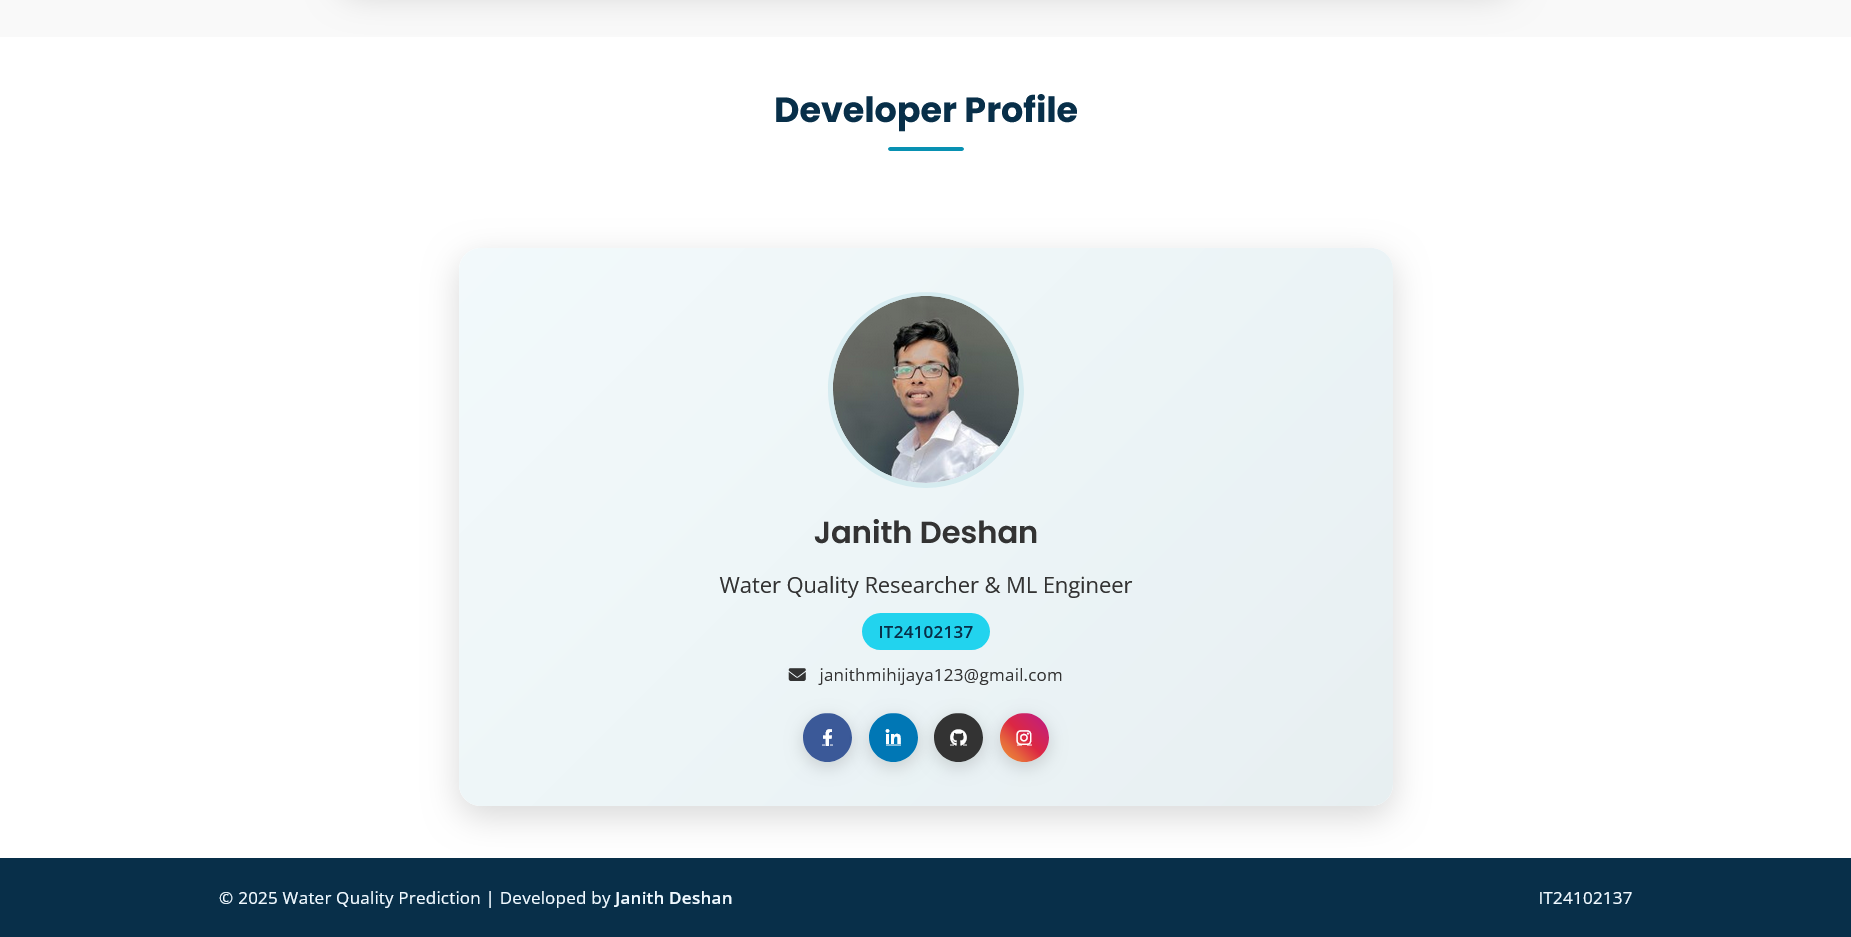 Developer Profile
Janith Deshan
Water Quality Researcher & ML Engineer
IT24102137
janithmihijaya123@gmail.com
© 2025 Water Quality Prediction | Developed by Janith Deshan
IT24102137